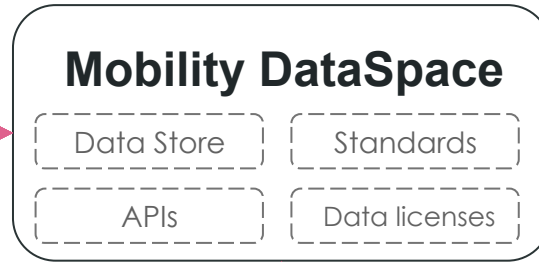 Mobility DataSpace
Data Store
Standards
APIs
Data licenses